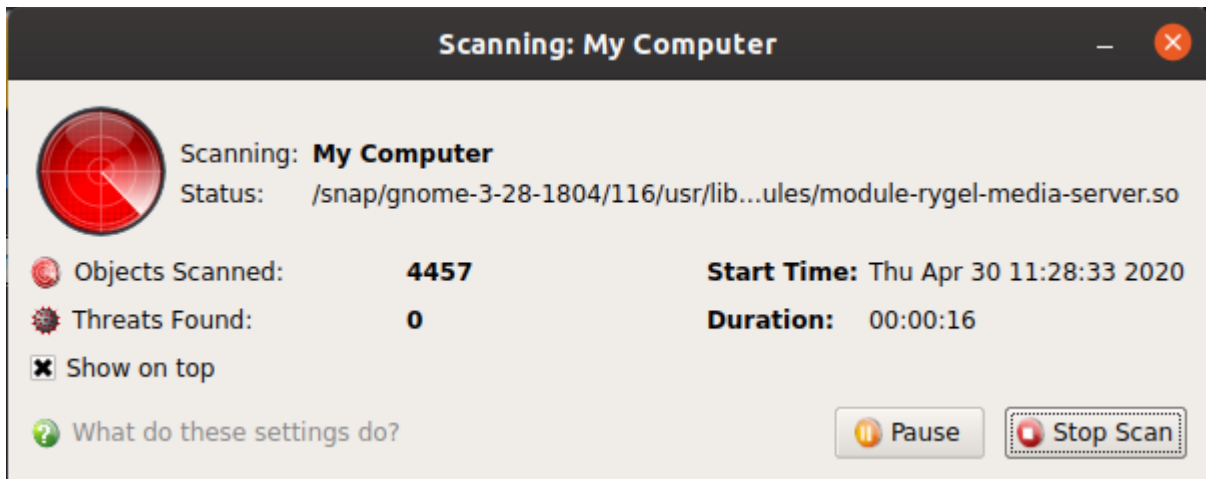 Scanning: My Computer
Scanning: My Computer
Status: /snap/gnome-3-28-1804/116/usr/lib...ules/module-rygel-media-server.so
Objects Scanned: 4457 Start Time: Thu Apr 30 11:28:33 2020
Threats Found: 0 Duration: 00:00:16
Show on top
What do these settings do? Pause Stop Scan